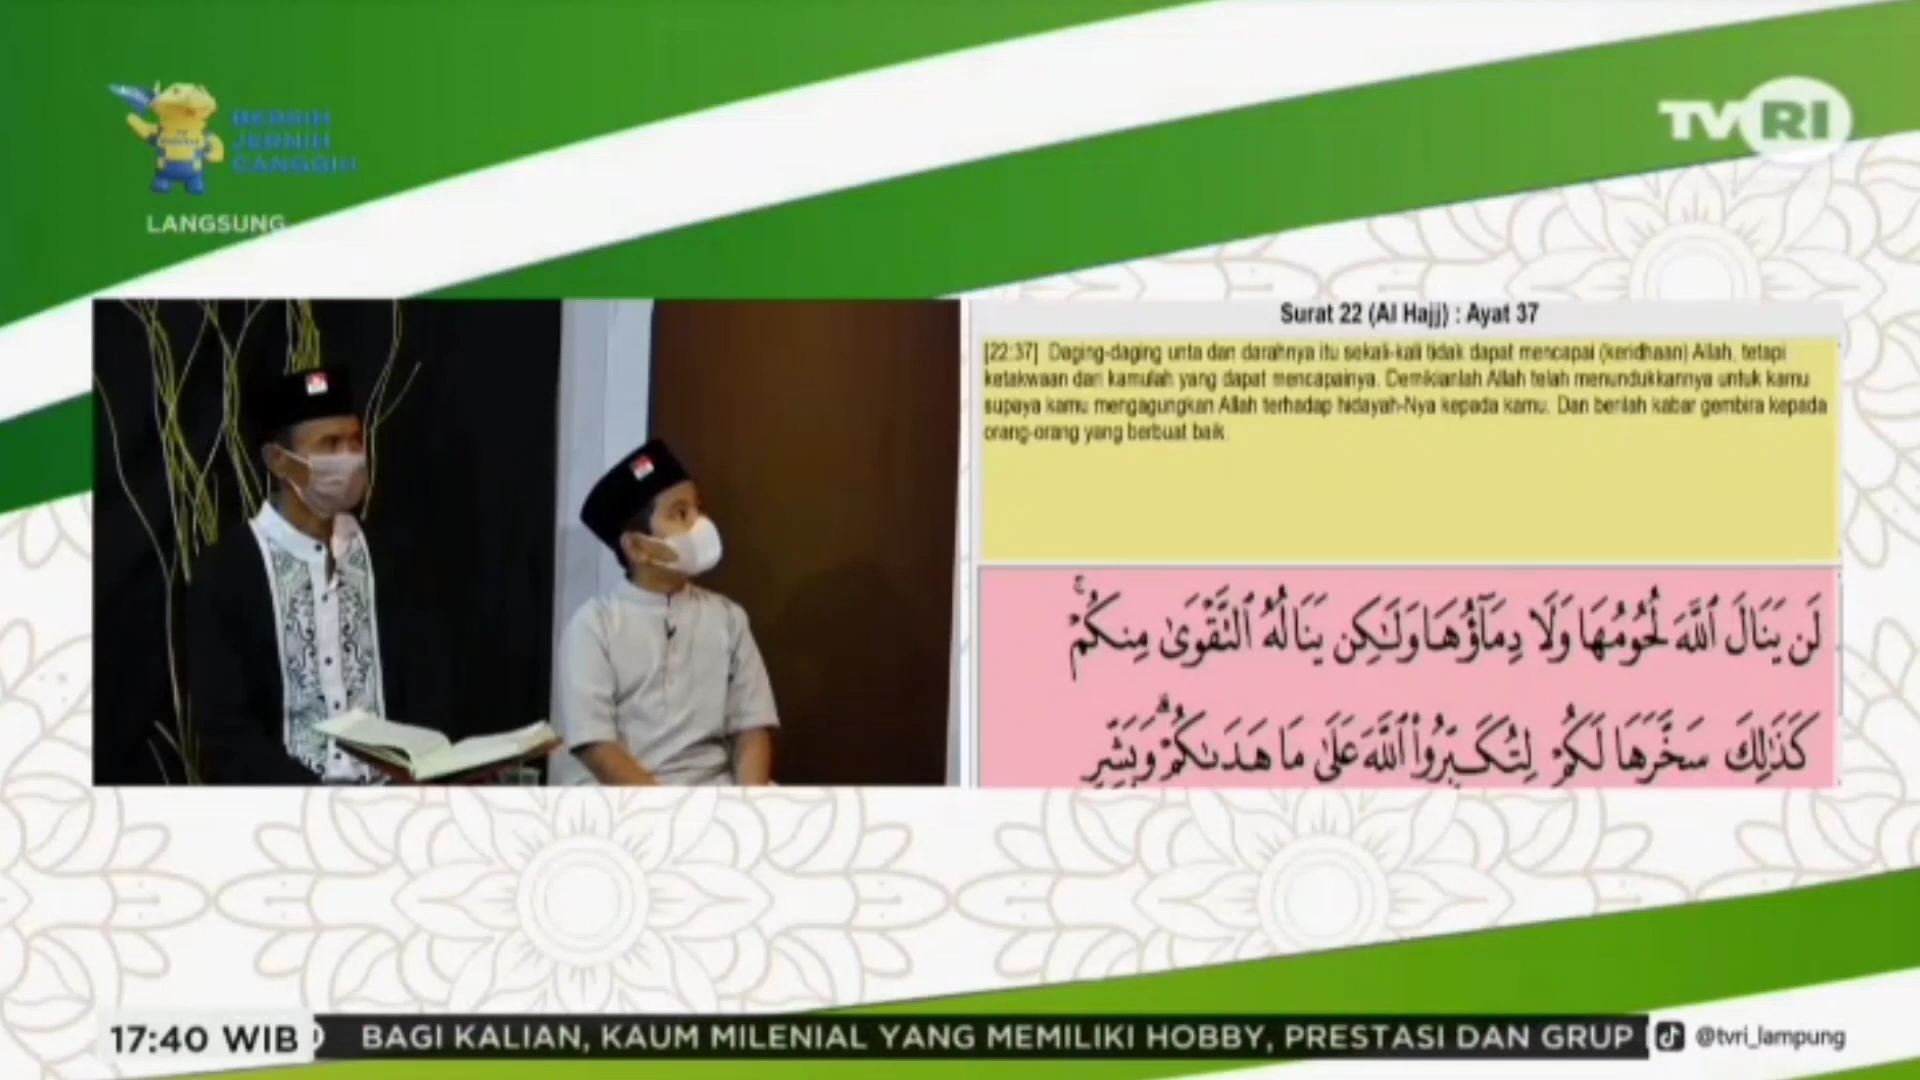 BERSIH
JERNIH
CANGGIH
LANGSUNG
TVRI
Surat 22 (Al Hajj) : Ayat 37
[22:37] Daging-daging unta dan darahnya itu sekali-kali tidak dapat mencapai (keridhaan) Allah, tetapi
ketakwaan dari kamulah yang dapat mencapainya. Demikianlah Allah telah menundukkannya untuk kamu
supaya kamu mengagungkan Allah terhadap hidayah-Nya kepada kamu. Dan berilah kabar gembira kepada
orang-orang yang berbuat baik.
لَن يَنَالَ ٱللَّهَ لُحُومُهَا وَلَا دِمَآؤُهَا وَلَـٰكِن يَنَالُهُ ٱلتَّقْوَىٰ مِنكُمْ ۚ
كَذَٰلِكَ سَخَّرَهَا لَكُمْ لِتُكَبِّرُوا۟ ٱللَّهَ عَلَىٰ مَا هَدَىٰكُمْ ۗ وَبَشِّرِ
17:40 WIB
BAGI KALIAN, KAUM MILENIAL YANG MEMILIKI HOBBY, PRESTASI DAN GRUP
@tvri_lampung